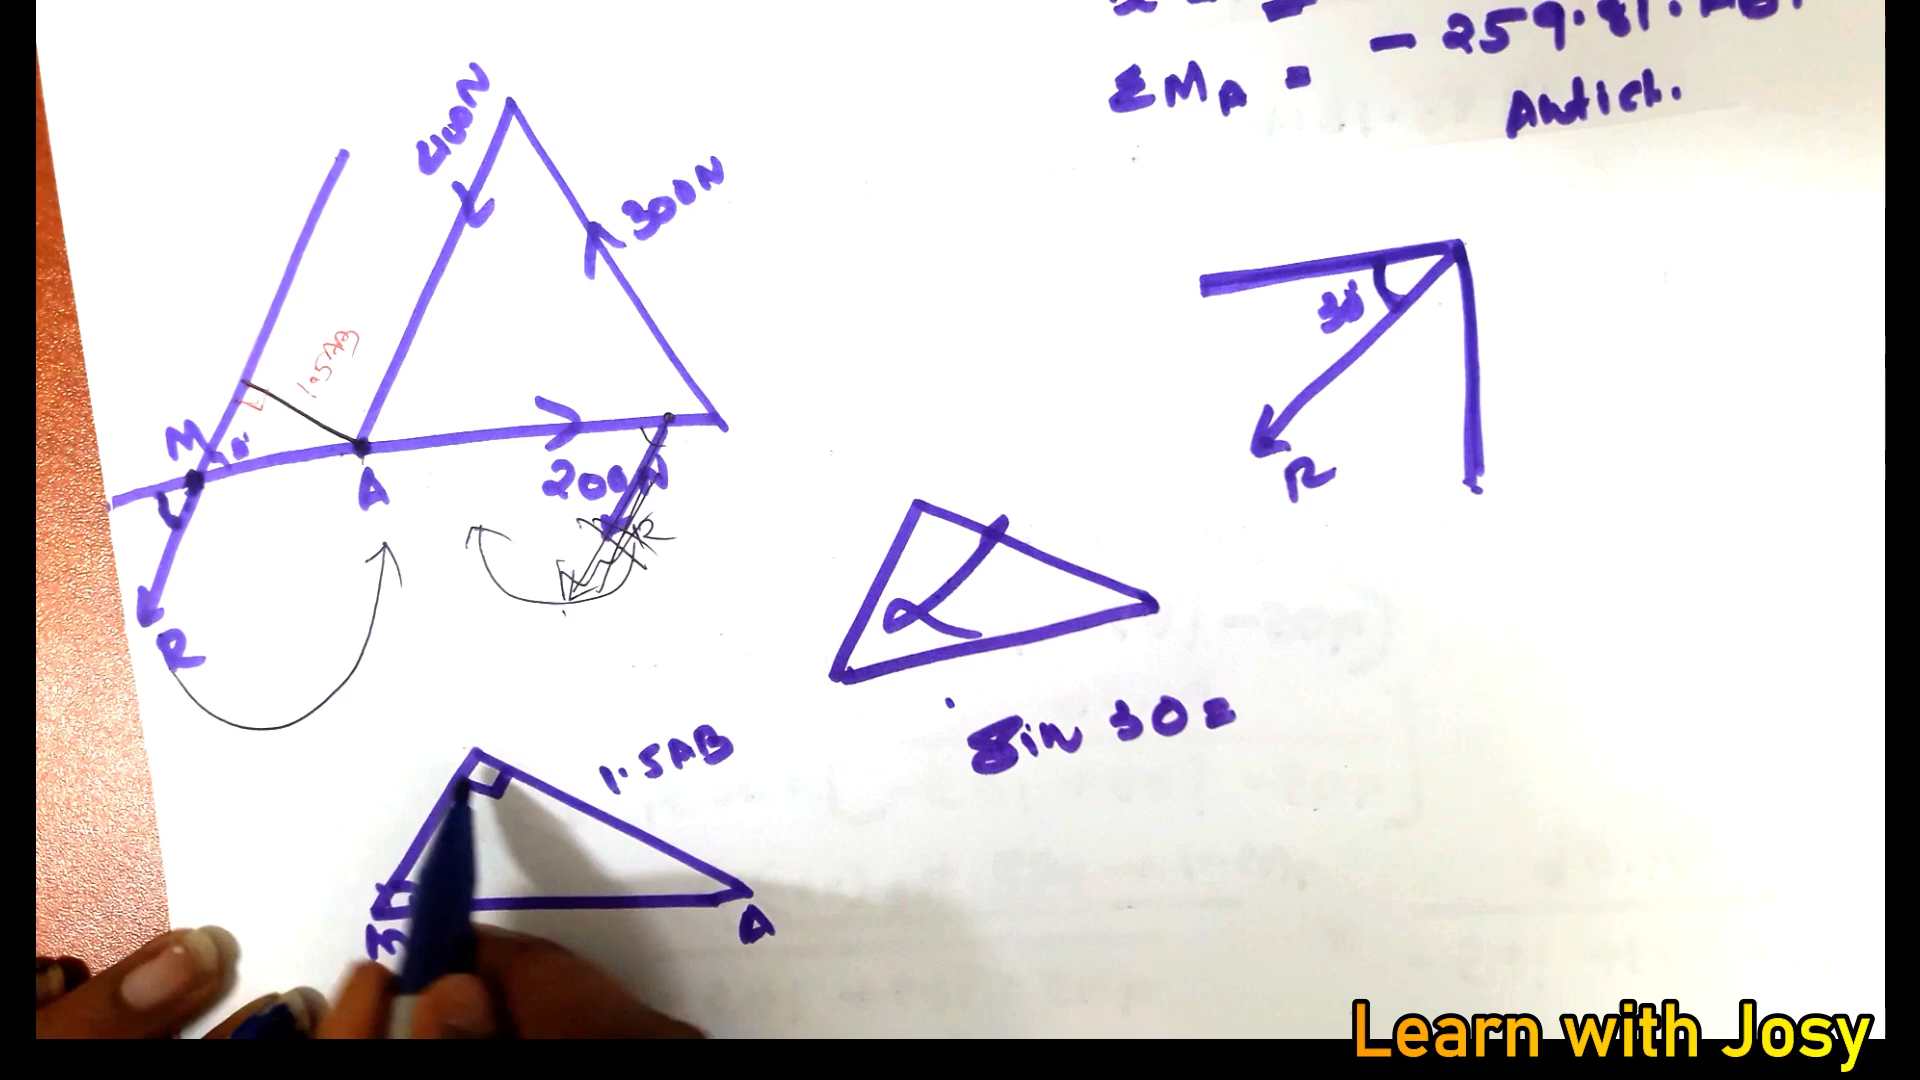 - 259.81.
ΣMA =
Anticl.
400N
300N
1.5AB
30°
M
A
200N
R
R
R
α
sin 30 =
1.5AB
M
A
Learn with Josy